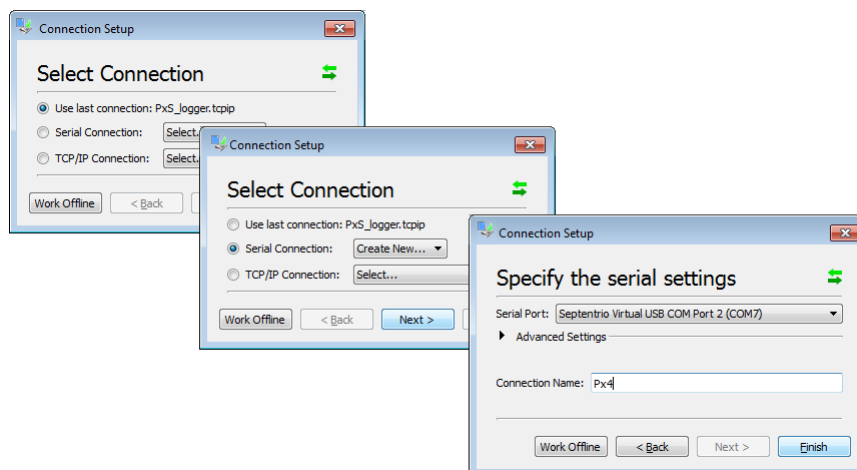 Connection Setup
Select Connection
Use last connection: PxS_logger.tcpip
Serial Connection: Select.
TCP/IP Connection: Select.
Work Offline < Back
Connection Setup
Select Connection
Use last connection: PxS_logger.tcpip
Serial Connection: Create New...
TCP/IP Connection: Select...
Work Offline < Back Next >
Connection Setup
Specify the serial settings
Serial Port: Septentrio Virtual USB COM Port 2 (COM7)
Advanced Settings
Connection Name: Px4
Work Offline < Back Next > Finish